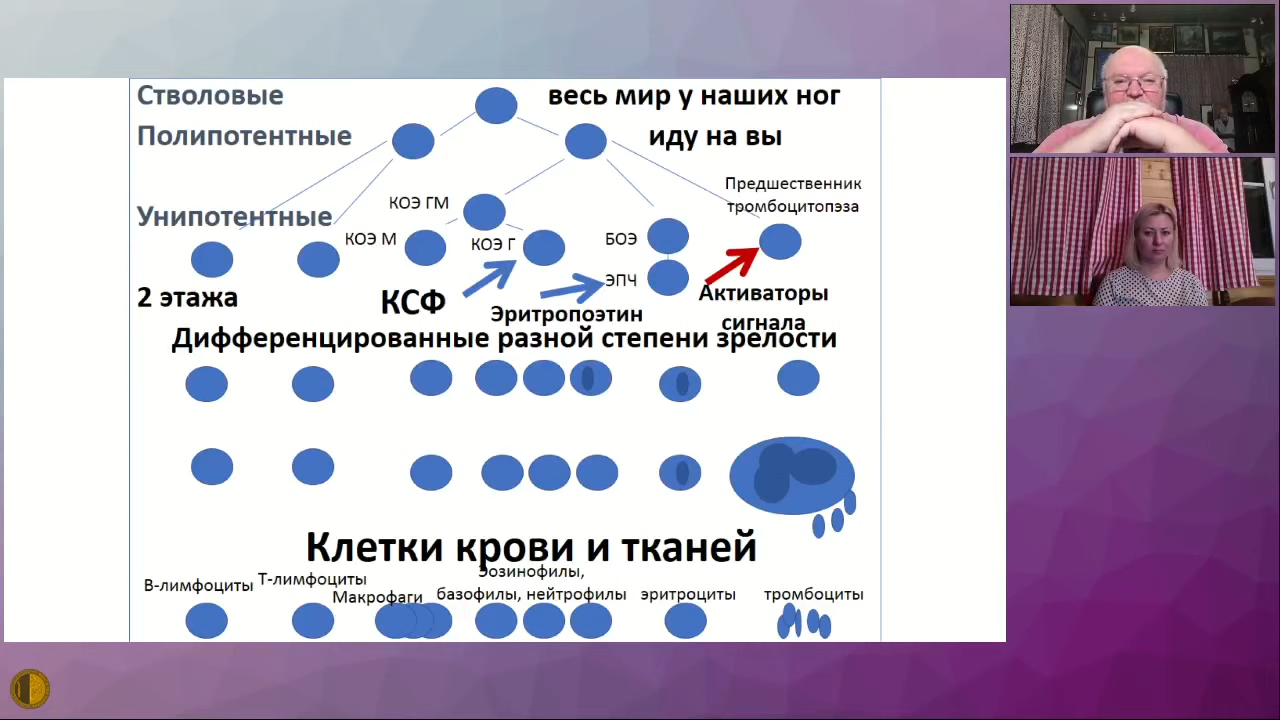 Стволовые
весь мир у наших ног
Полипотентные
иду на вы
Предшественник
тромбоцитопэза
КОЭ ГМ
Унипотентные
КОЭ М
КОЭ Г
БОЭ
ЭПЧ
2 этажа
КСФ
Эритропоэтин
Активаторы
сигнала
Дифференцированные разной степени зрелости
Клетки крови и тканей
В-лимфоциты
Т-лимфоциты
Макрофаги
Эозинофилы,
базофилы, нейтрофилы
эритроциты
тромбоциты